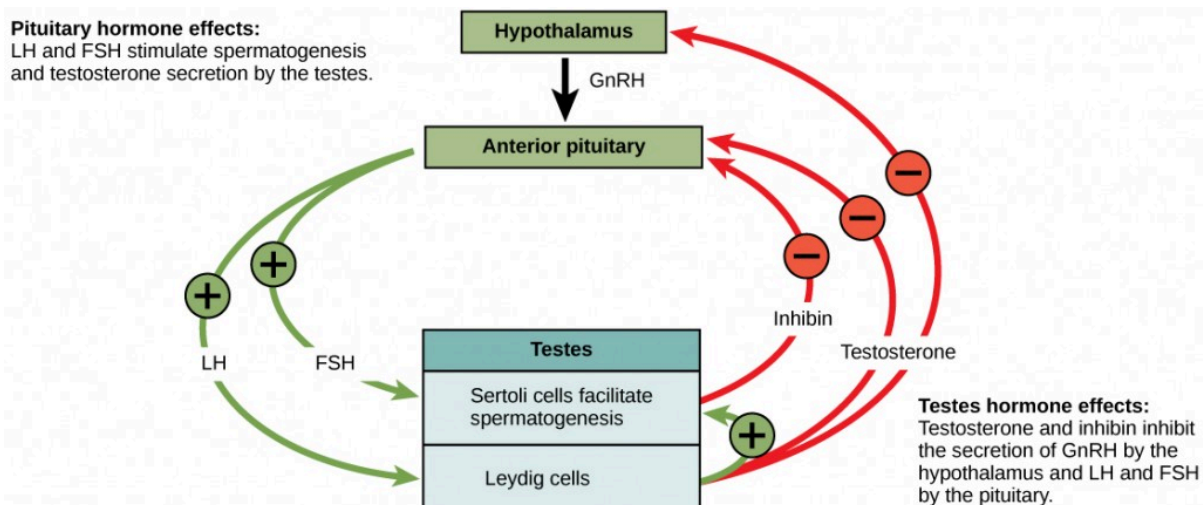 Pituitary hormone effects:
LH and FSH stimulate spermatogenesis
and testosterone secretion by the testes.
Hypothalamus
GnRH
Anterior pituitary
+
+
−
−
−
LH
FSH
Inhibin
Testosterone
Testes
Sertoli cells facilitate
spermatogenesis
+
Leydig cells
Testes hormone effects:
Testosterone and inhibin inhibit
the secretion of GnRH by the
hypothalamus and LH and FSH
by the pituitary.